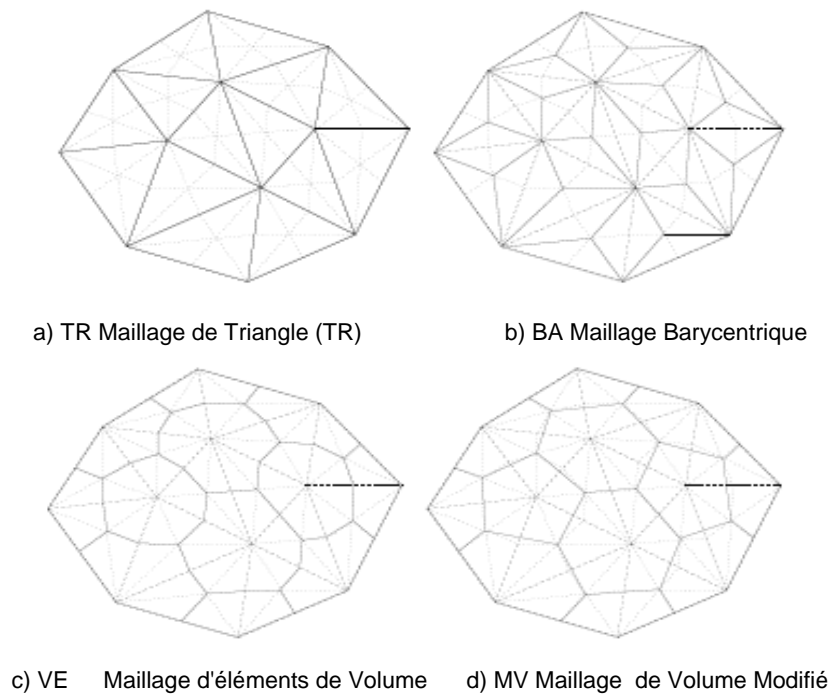 a) TR Maillage de Triangle (TR)
b) BA Maillage Barycentrique
c) VE Maillage d'éléments de Volume
d) MV Maillage de Volume Modifié